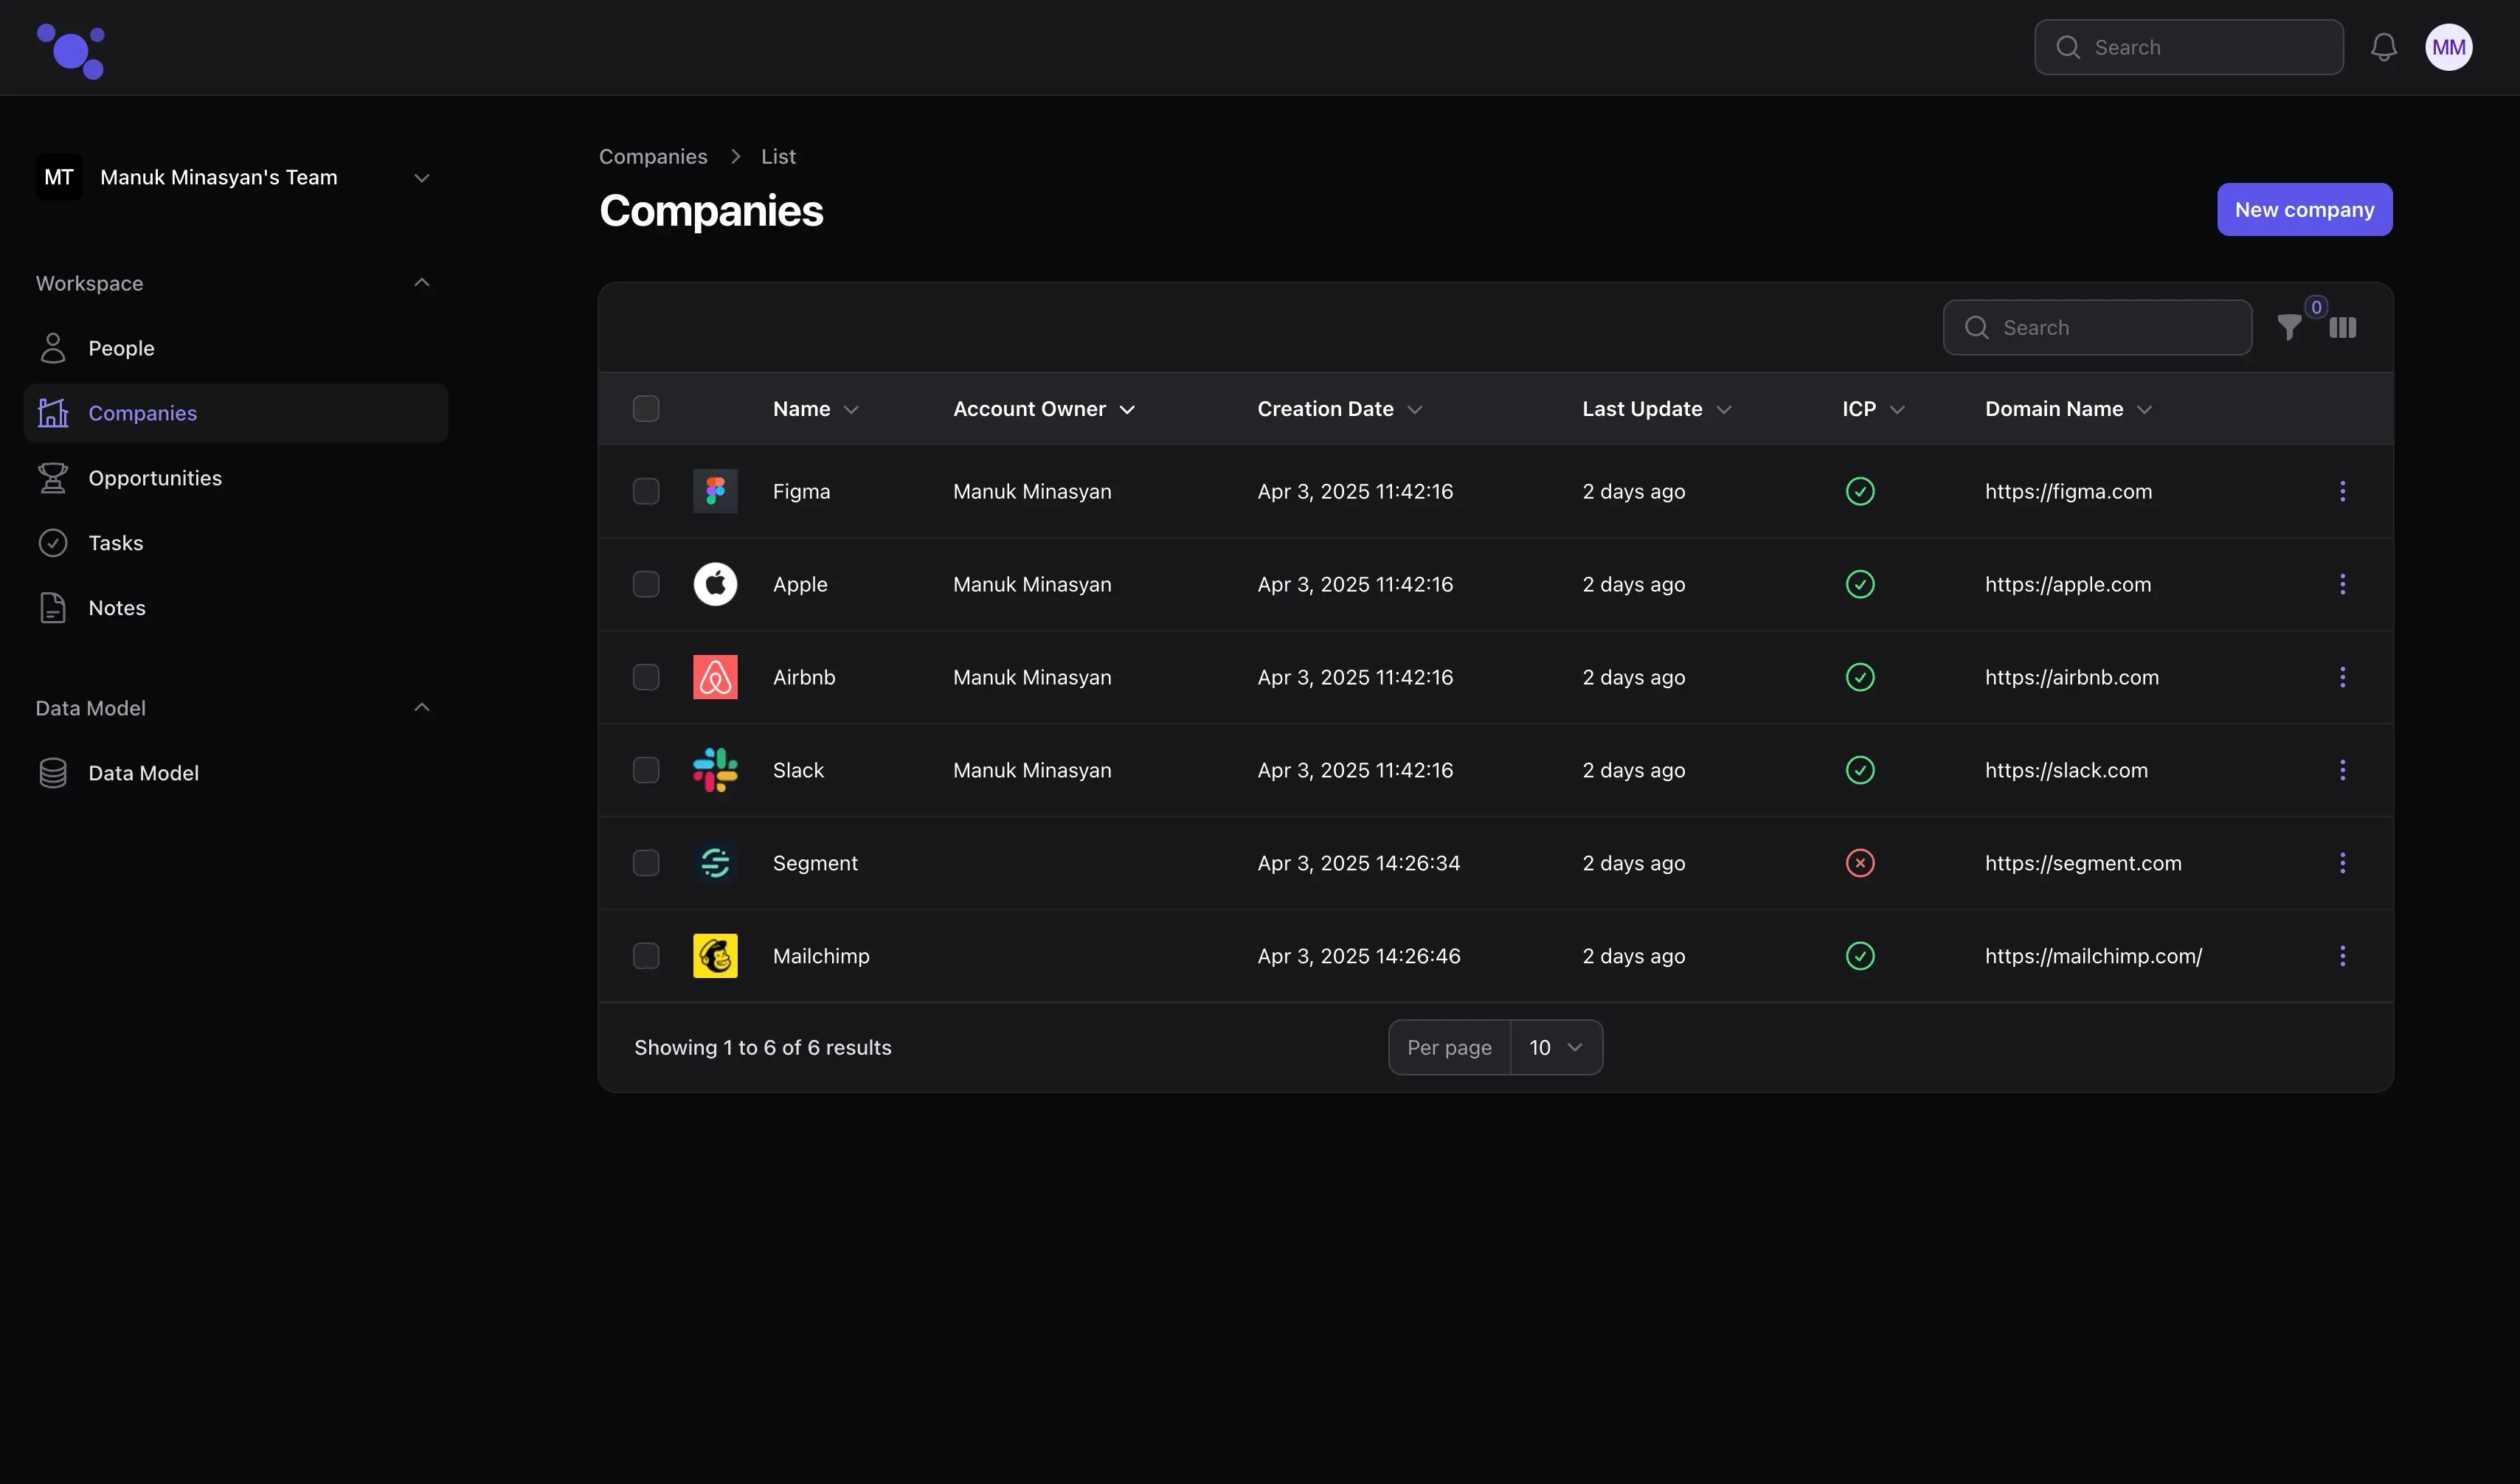 Search
MM
MT Manuk Minasyan's Team
Workspace
People
Companies
Opportunities
Tasks
Notes
Data Model
Data Model
Companies List
Companies
New company
Search
0
Name Account Owner Creation Date Last Update ICP Domain Name
Figma Manuk Minasyan Apr 3, 2025 11:42:16 2 days ago https://figma.com
Apple Manuk Minasyan Apr 3, 2025 11:42:16 2 days ago https://apple.com
Airbnb Manuk Minasyan Apr 3, 2025 11:42:16 2 days ago https://airbnb.com
Slack Manuk Minasyan Apr 3, 2025 11:42:16 2 days ago https://slack.com
Segment Apr 3, 2025 14:26:34 2 days ago https://segment.com
Mailchimp Apr 3, 2025 14:26:46 2 days ago https://mailchimp.com/
Showing 1 to 6 of 6 results Per page 10